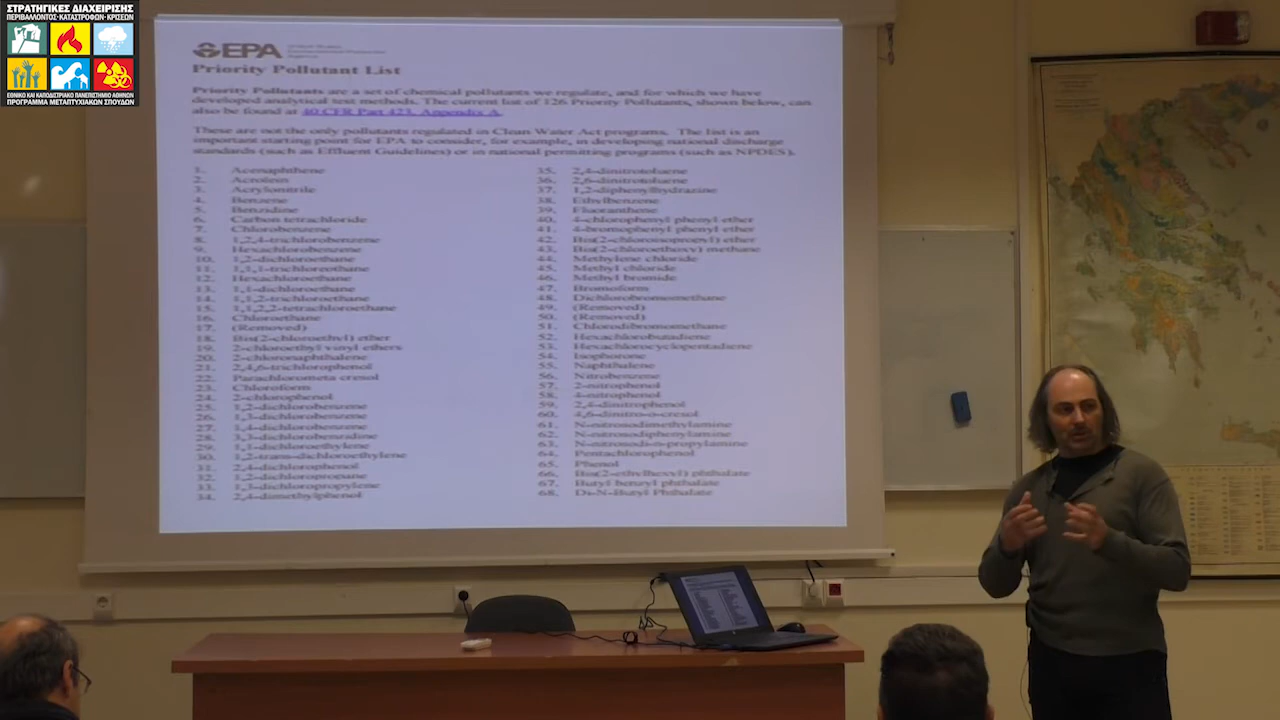 ΣΤΡΑΤΗΓΙΚΕΣ ΔΙΑΧΕΙΡΙΣΗΣ
ΠΕΡΙΒΑΛΛΟΝΤΟΣ·ΚΑΤΑΣΤΡΟΦΩΝ·ΚΡΙΣΕΩΝ
ΕΘΝΙΚΟ ΚΑΙ ΚΑΠΟΔΙΣΤΡΙΑΚΟ ΠΑΝΕΠΙΣΤΗΜΙΟ ΑΘΗΝΩΝ
ΠΡΟΓΡΑΜΜΑ ΜΕΤΑΠΤΥΧΙΑΚΩΝ ΣΠΟΥΔΩΝ
EPA
Priority Pollutant List
Priority Pollutants are a set of chemical pollutants we regulate, and for which we have
developed analytical test methods. The current list of 126 Priority Pollutants, shown below, can
also be found at 40 CFR Part 423, Appendix A.
These are not the only pollutants regulated in Clean Water Act programs. The list is an
important starting point for EPA to consider, for example, in developing national discharge
standards (such as Effluent Guidelines) or in national permitting programs (such as NPDES).
1. Acenaphthene
2. Acrolein
3. Acrylonitrile
4. Benzene
5. Benzidine
6. Carbon tetrachloride
7. Chlorobenzene
8. 1,2,4-trichlorobenzene
9. Hexachlorobenzene
10. 1,2-dichloroethane
11. 1,1,1-trichloreothane
12. Hexachloroethane
13. 1,1-dichloroethane
14. 1,1,2-trichloroethane
15. 1,1,2,2-tetrachloroethane
16. Chloroethane
17. (Removed)
18. Bis(2-chloroethyl) ether
19. 2-chloroethyl vinyl ethers
20. 2-chloronaphthalene
21. 2,4,6-trichlorophenol
22. Parachlorometa cresol
23. Chloroform
24. 2-chlorophenol
25. 1,2-dichlorobenzene
26. 1,3-dichlorobenzene
27. 1,4-dichlorobenzene
28. 3,3-dichlorobenzidine
29. 1,1-dichloroethylene
30. 1,2-trans-dichloroethylene
31. 2,4-dichlorophenol
32. 1,2-dichloropropane
33. 1,3-dichloropropylene
34. 2,4-dimethylphenol
35. 2,4-dinitrotoluene
36. 2,6-dinitrotoluene
37. 1,2-diphenylhydrazine
38. Ethylbenzene
39. Fluoranthene
40. 4-chlorophenyl phenyl ether
41. 4-bromophenyl phenyl ether
42. Bis(2-chloroisopropyl) ether
43. Bis(2-chloroethoxy) methane
44. Methylene chloride
45. Methyl chloride
46. Methyl bromide
47. Bromoform
48. Dichlorobromomethane
49. (Removed)
50. (Removed)
51. Chlorodibromomethane
52. Hexachlorobutadiene
53. Hexachlorocyclopentadiene
54. Isophorone
55. Naphthalene
56. Nitrobenzene
57. 2-nitrophenol
58. 4-nitrophenol
59. 2,4-dinitrophenol
60. 4,6-dinitro-o-cresol
61. N-nitrosodimethylamine
62. N-nitrosodiphenylamine
63. N-nitrosodi-n-propylamine
64. Pentachlorophenol
65. Phenol
66. Bis(2-ethylhexyl) phthalate
67. Butyl benzyl phthalate
68. Di-N-Butyl Phthalate